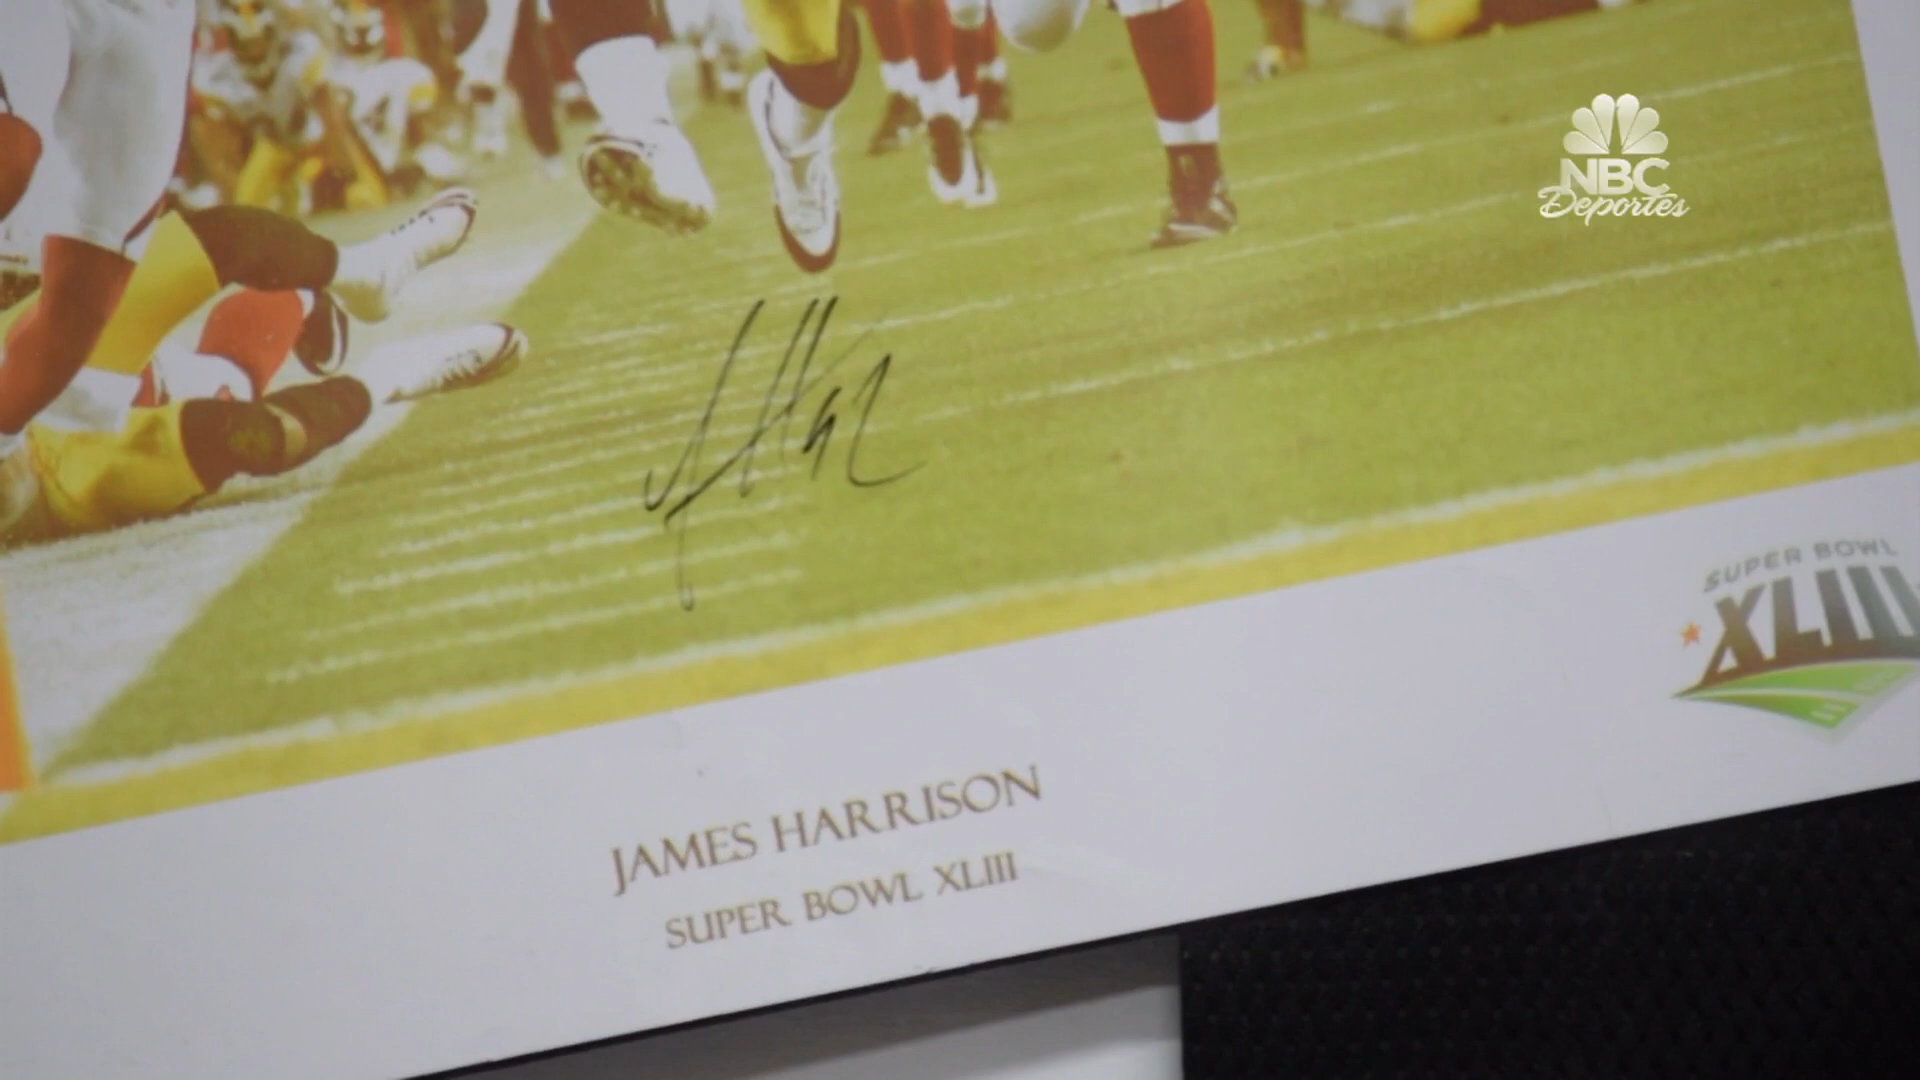 NBC
Deportes
SUPER BOWL
XLIII
JAMES HARRISON
SUPER BOWL XLIII